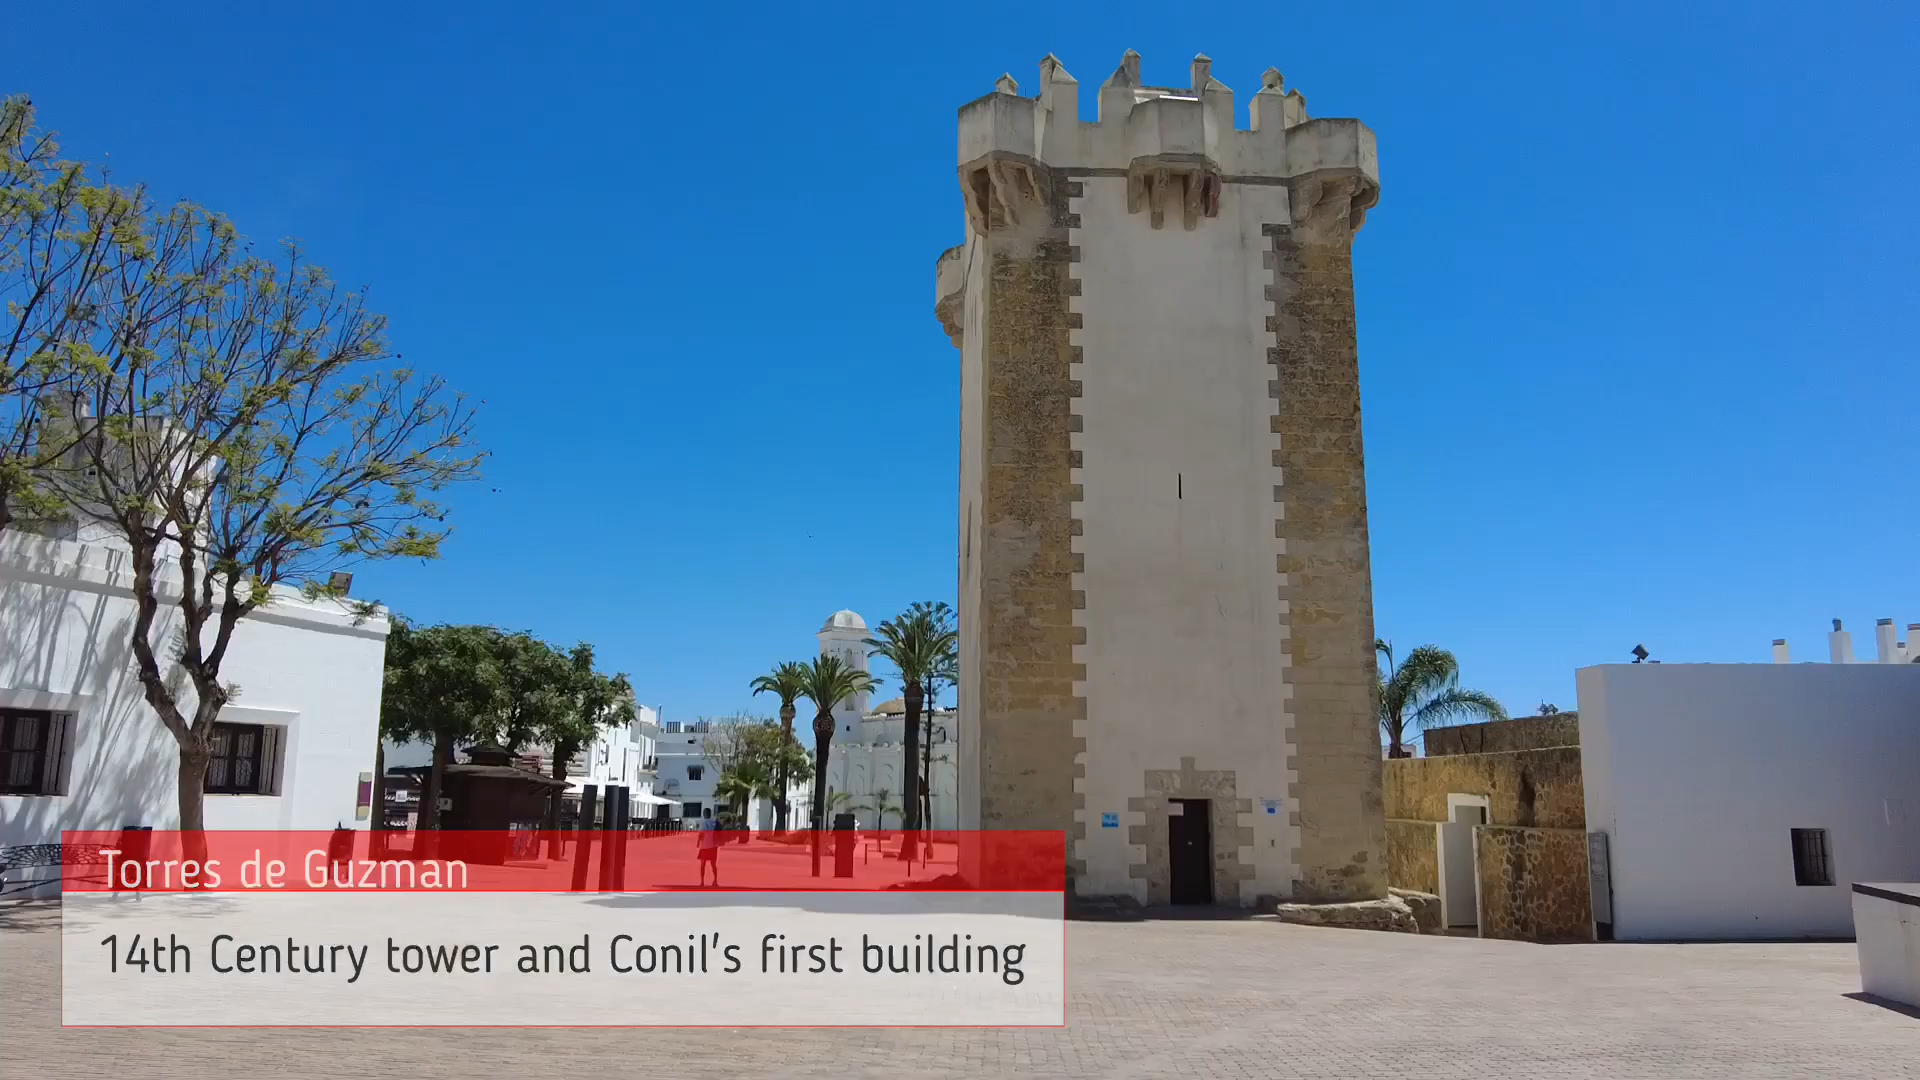 Torres de Guzman
14th Century tower and Conil's first building